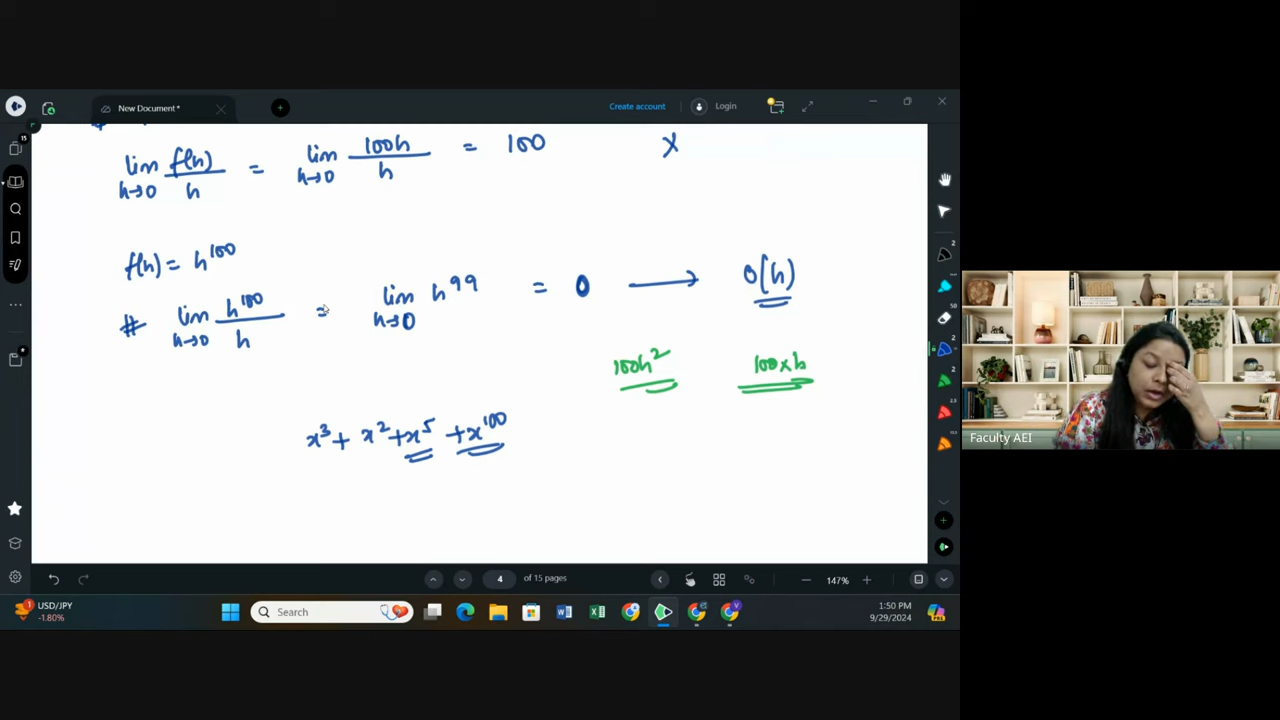 New Document*
Create account
Login
15
lim f(h)/h = lim 100h/h = 100 X
h→0 h→0
f(h) = h^100
# lim h^100/h = lim h^99 = 0 → o(h)
h→0 h→0
100h^2 100xh
x^3 + x^2 + x^5 + x^100
Faculty AEI
4 of 15 pages
147%
USD/JPY
-1.80%
Search
1:50 PM
9/29/2024